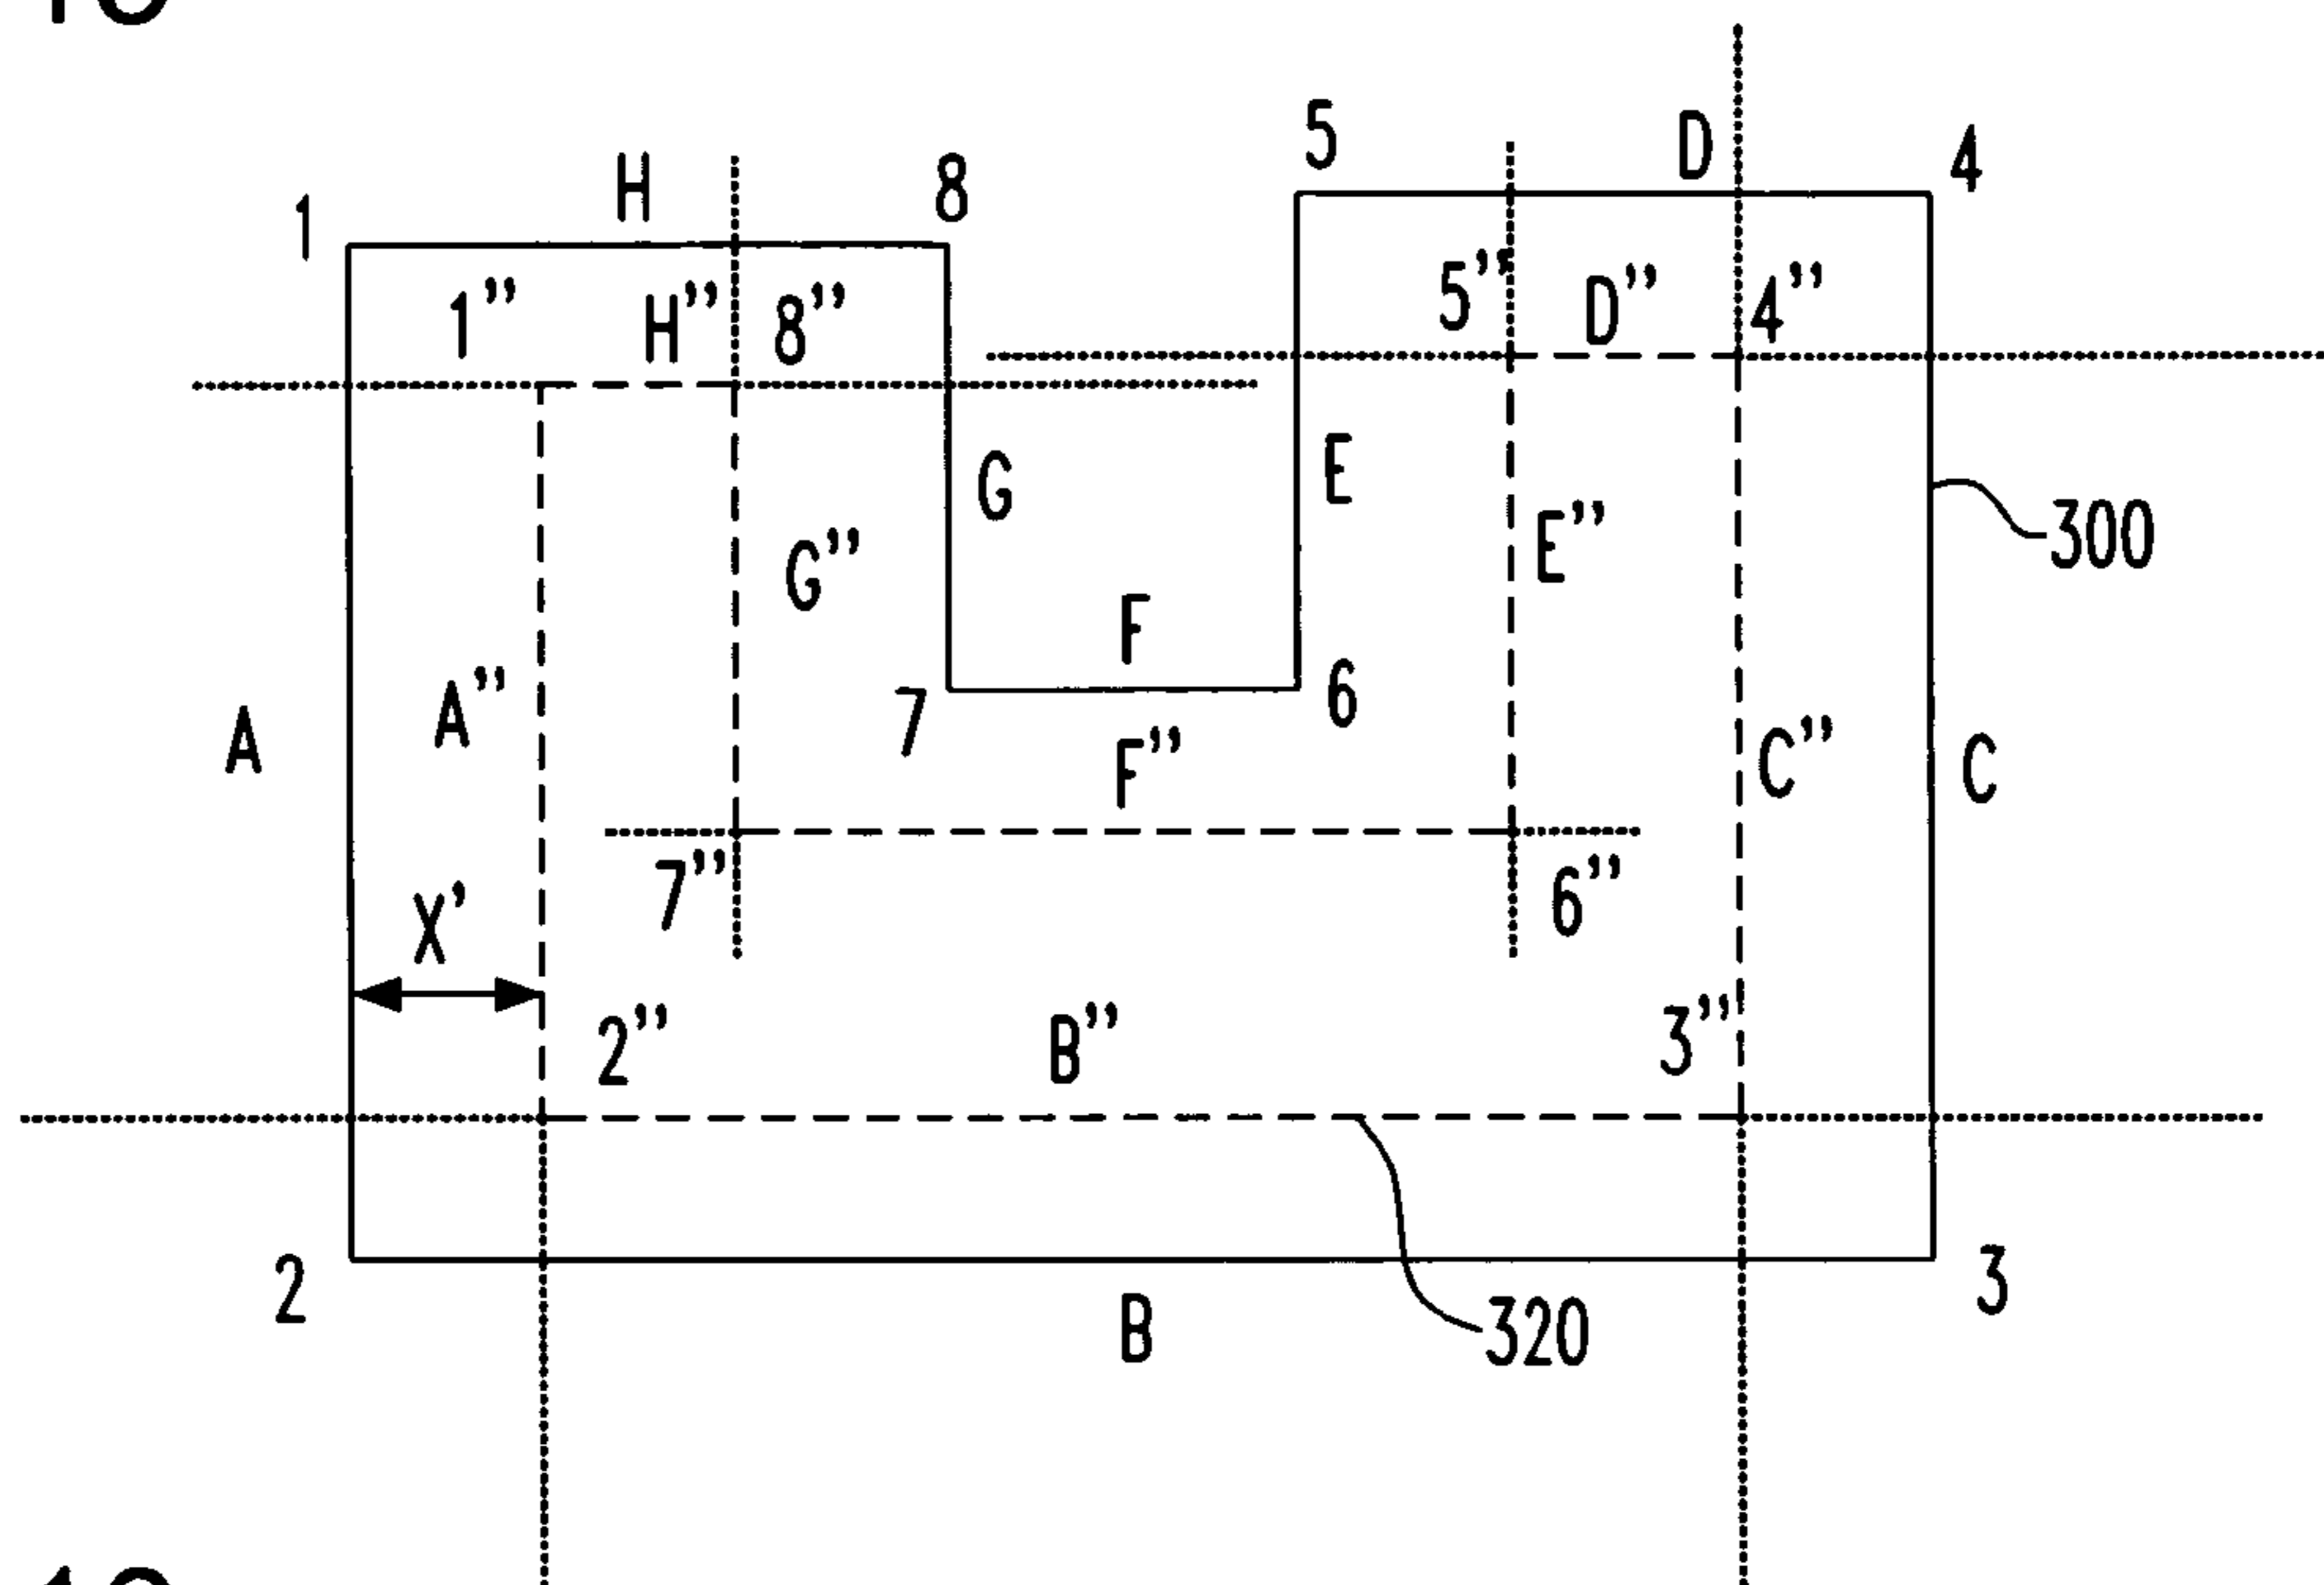 5 D 4
1 H 8
1” H” 8” 5” D” 4”
G E
G” E” 300
F
A A” 7 6
F” C” C
X’ 7” 6”
2” B” 3”
2 3
B 320